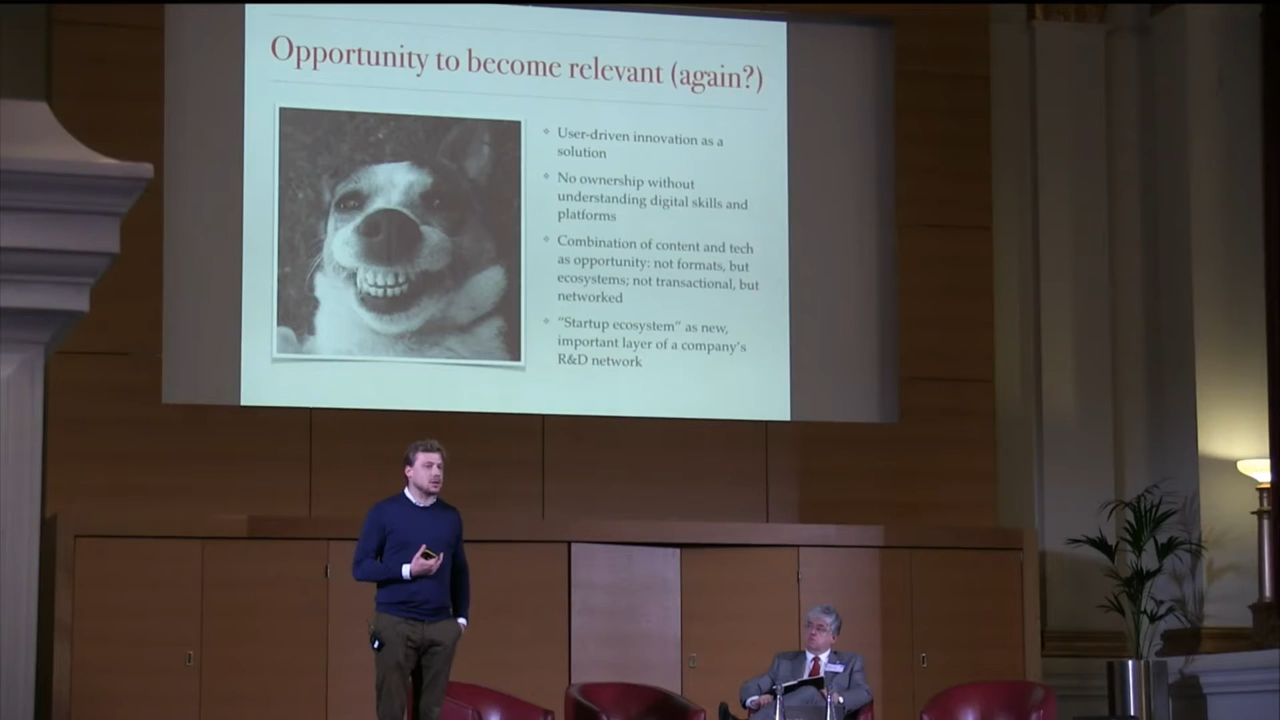 Opportunity to become relevant (again?)
User-driven innovation as a
solution
No ownership without
understanding digital skills and
platforms
Combination of content and tech
as opportunity: not formats, but
ecosystems; not transactional, but
networked
“Startup ecosystem” as new,
important layer of a company’s
R&D network